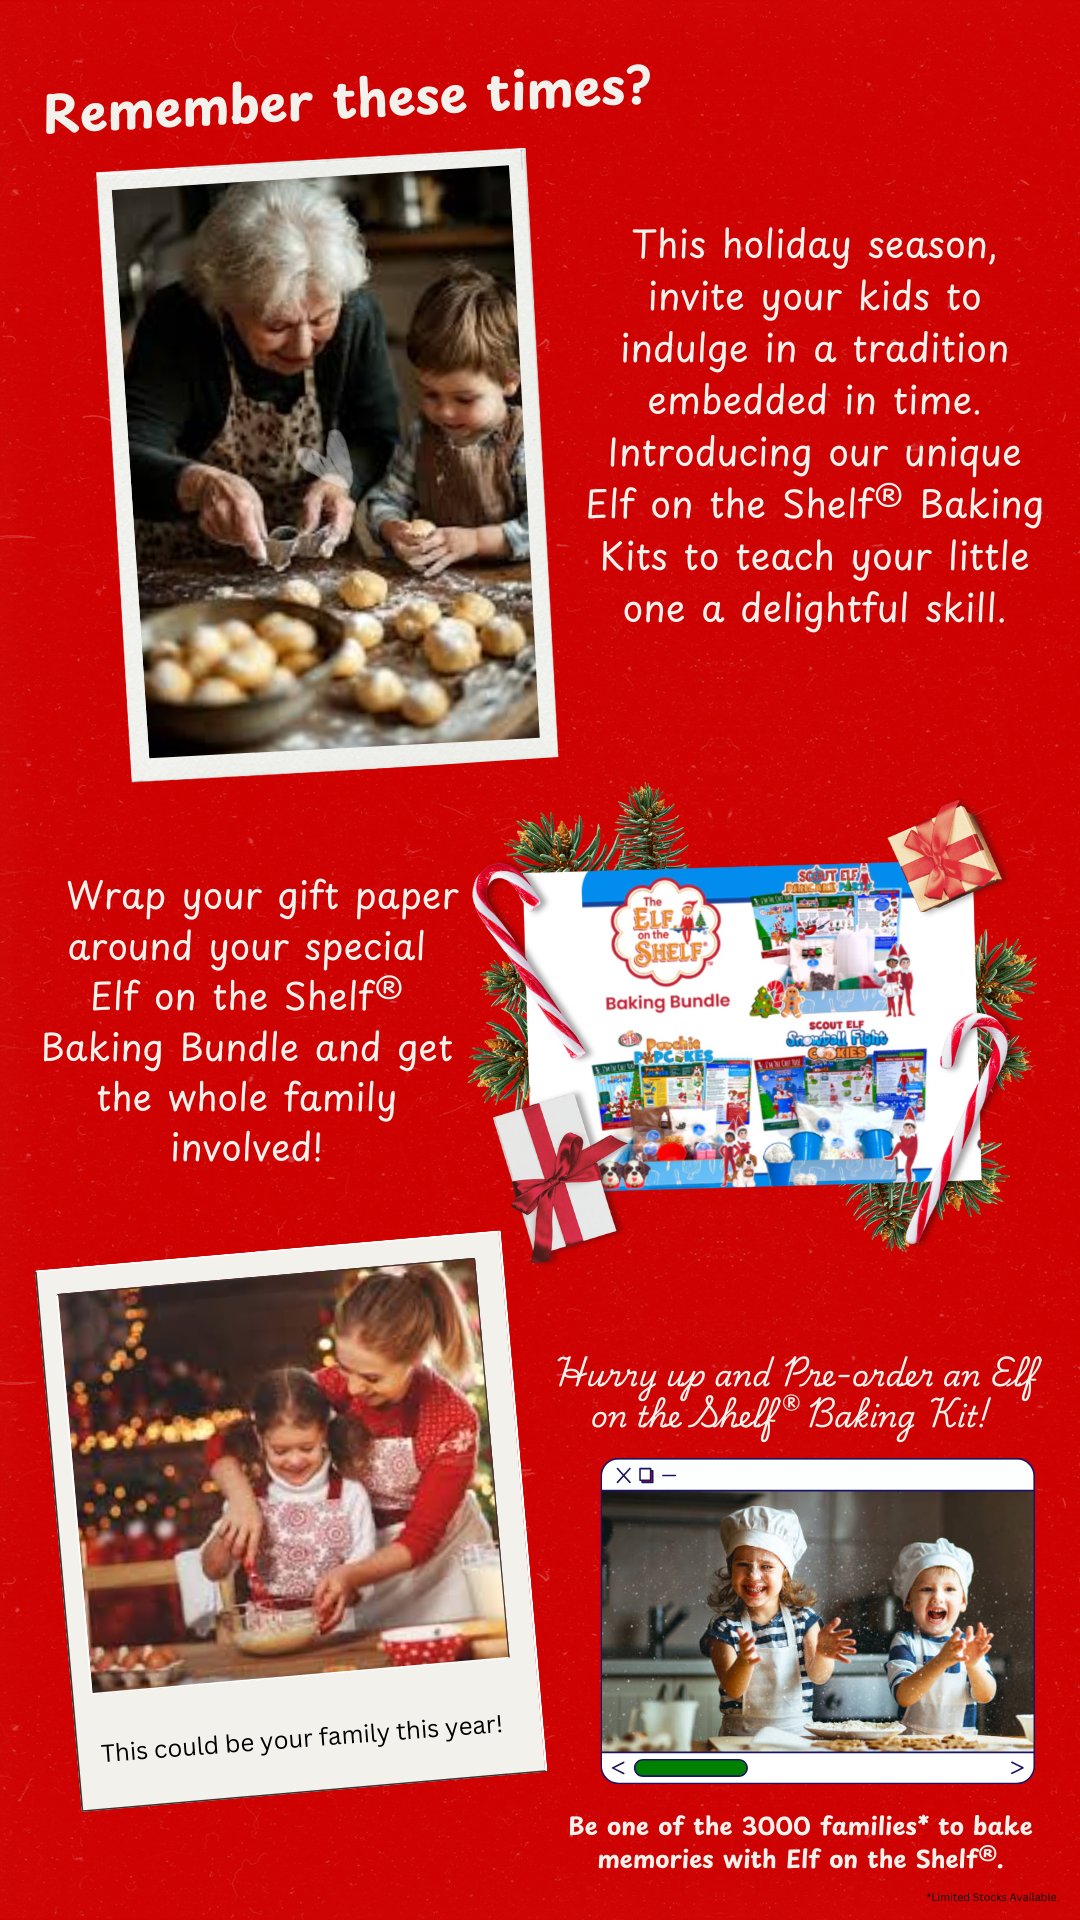 Remember these times?
This holiday season,
invite your kids to
indulge in a tradition
embedded in time.
Introducing our unique
Elf on the Shelf® Baking
Kits to teach your little
one a delightful skill.
Wrap your gift paper
around your special
Elf on the Shelf®
Baking Bundle and get
the whole family
involved!
The
ELF
on the
SHELF®
Baking Bundle
SCOUT ELF
PANCAKE PARTY
Poochie
PUPCAKES
SCOUT ELF
Snowball Fight
COOKIES
Hurry up and Pre-order an Elf
on the Shelf® Baking Kit!
This could be your family this year!
Be one of the 3000 families* to bake
memories with Elf on the Shelf®.
*Limited Stocks Available.